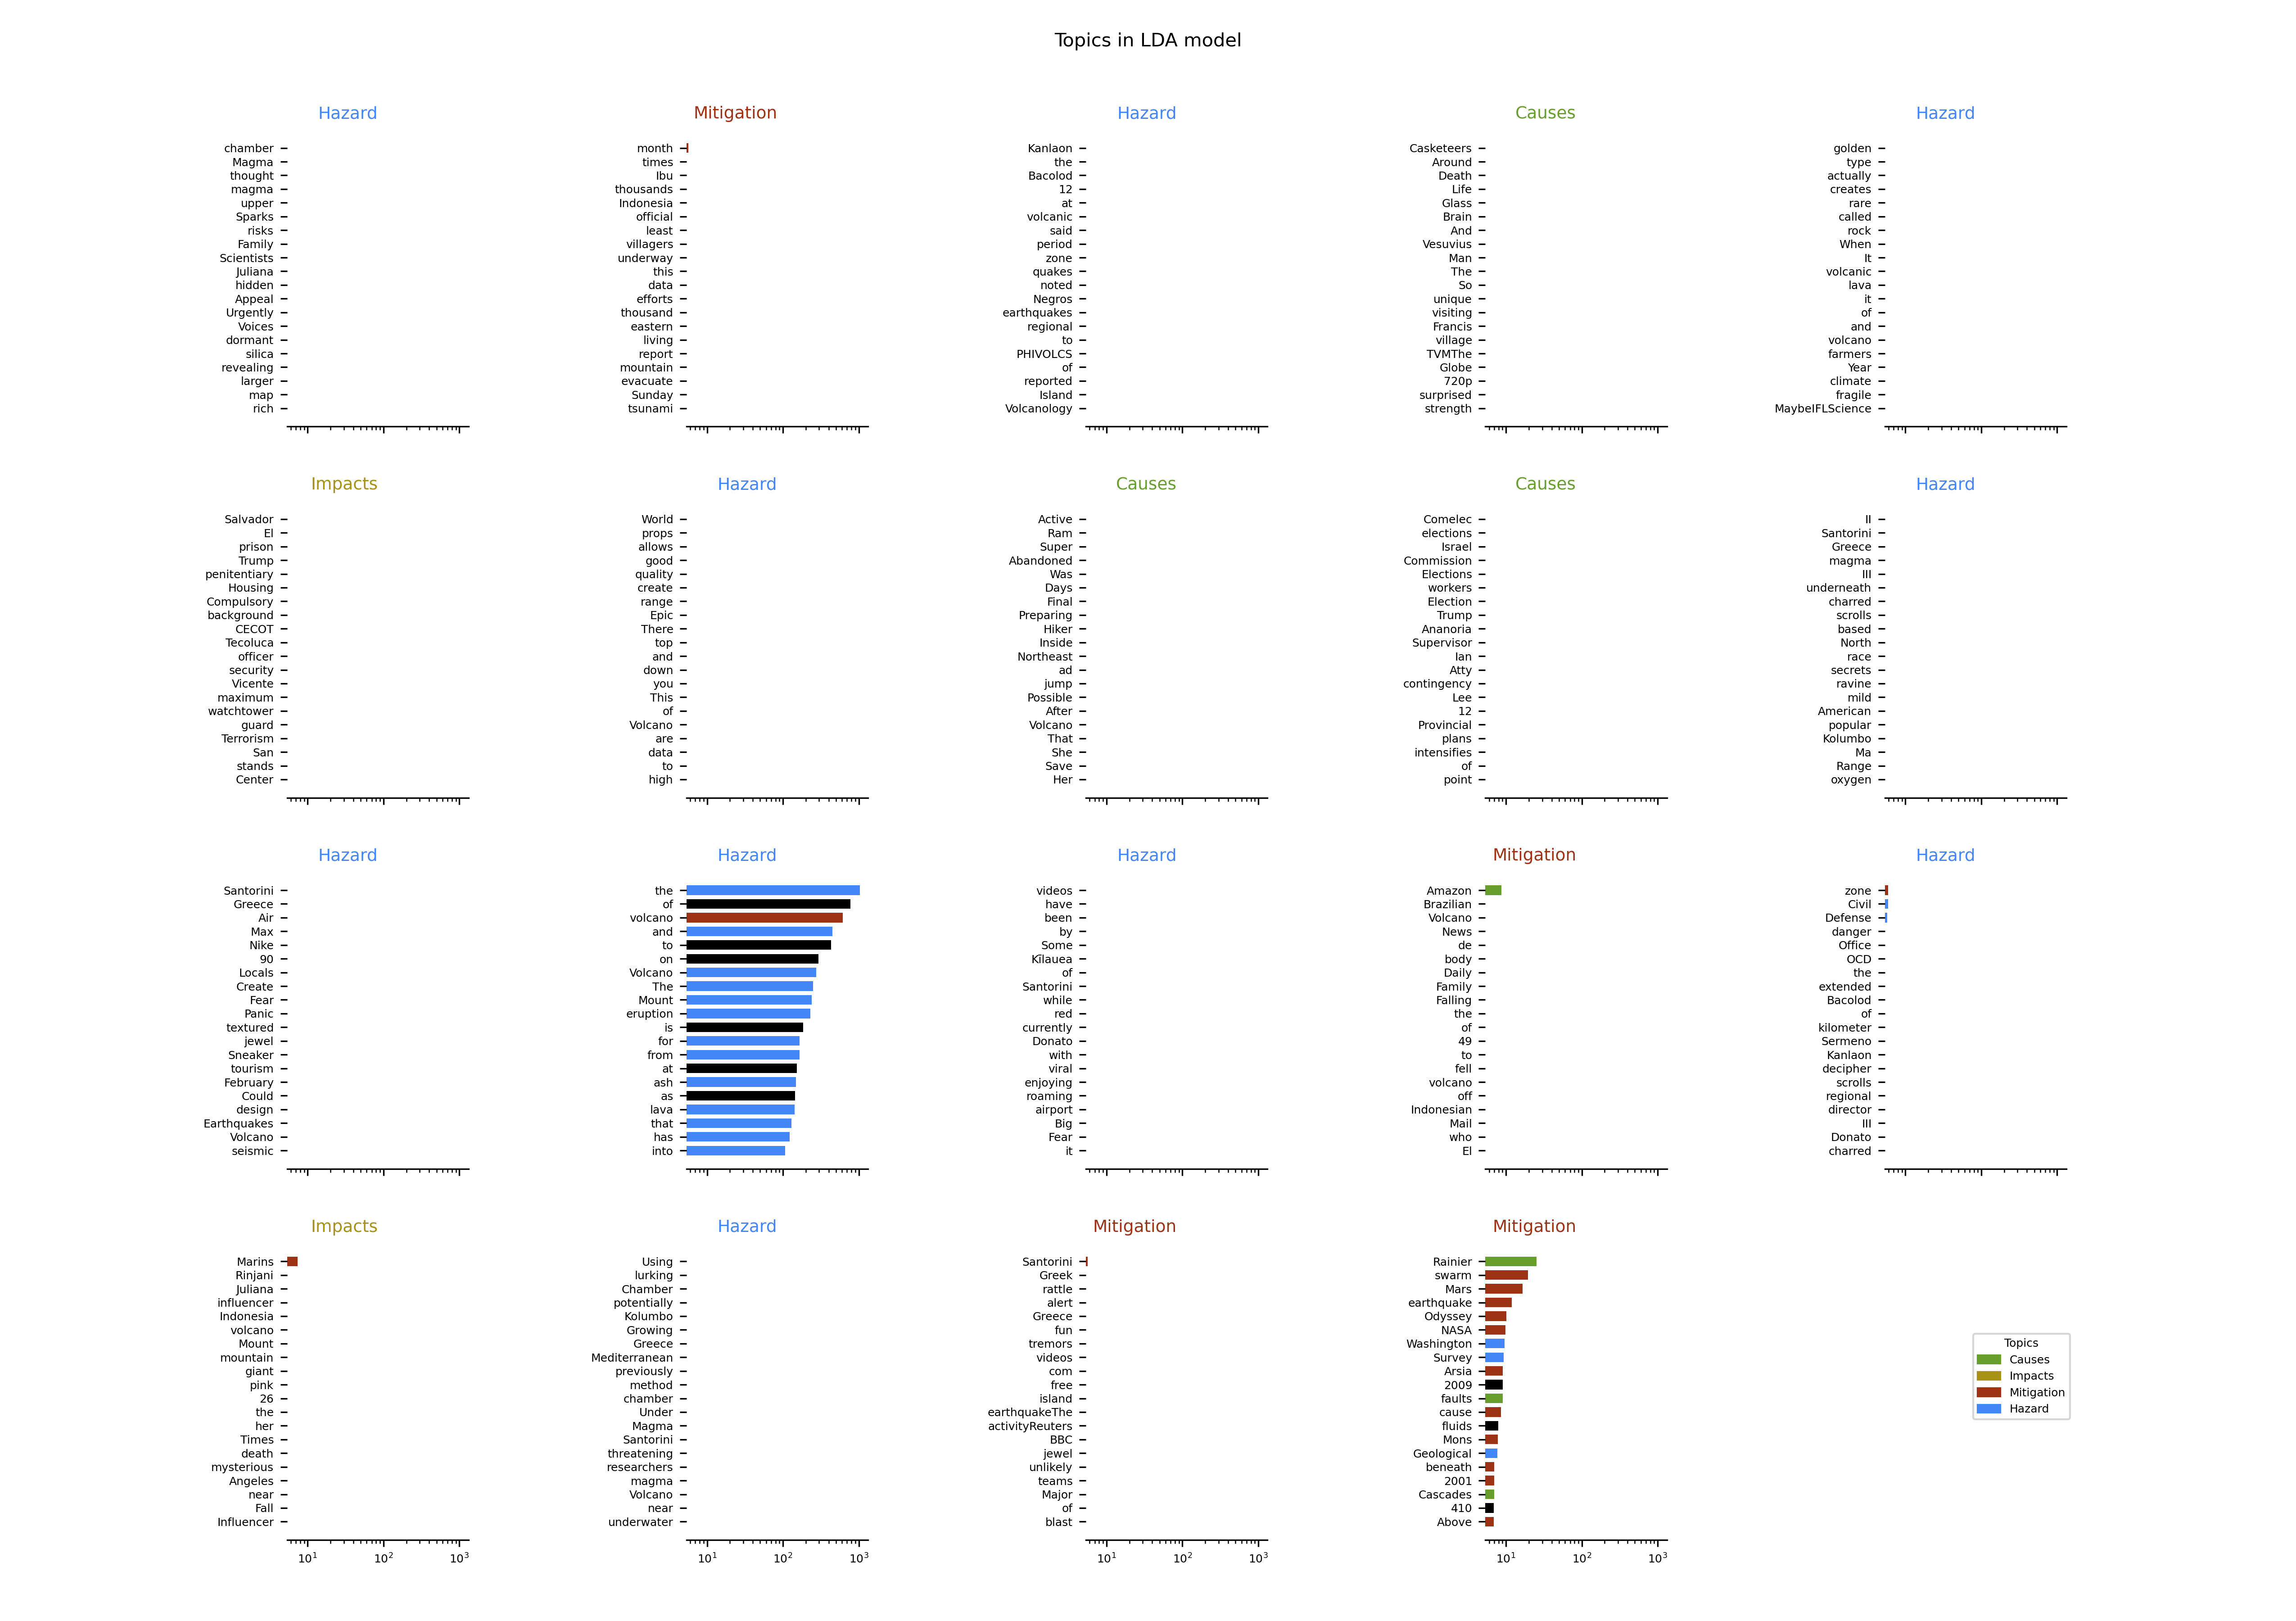 Topics in LDA model
Hazard
chamber
Magma
thought
magma
upper
Sparks
risks
Family
Scientists
Juliana
hidden
Appeal
Urgently
Voices
dormant
silica
revealing
larger
map
rich
Mitigation
month
times
Ibu
thousands
Indonesia
official
least
villagers
underway
this
data
efforts
thousand
eastern
living
report
mountain
evacuate
Sunday
tsunami
Hazard
Kanlaon
the
Bacolod
12
at
volcanic
said
period
zone
quakes
noted
Negros
earthquakes
regional
to
PHIVOLCS
of
reported
Island
Volcanology
Causes
Casketeers
Around
Death
Life
Glass
Brain
And
Vesuvius
Man
The
So
unique
visiting
Francis
village
TVMThe
Globe
720p
surprised
strength
Hazard
golden
type
actually
creates
rare
called
rock
When
It
volcanic
lava
it
of
and
volcano
farmers
Year
climate
fragile
MaybeIFLScience
Impacts
Salvador
El
prison
Trump
penitentiary
Housing
Compulsory
background
CECOT
Tecoluca
officer
security
Vicente
maximum
watchtower
guard
Terrorism
San
stands
Center
Hazard
World
props
allows
good
quality
create
range
Epic
There
top
and
down
you
This
of
Volcano
are
data
to
high
Causes
Active
Ram
Super
Abandoned
Was
Days
Final
Preparing
Hiker
Inside
Northeast
ad
jump
Possible
After
Volcano
That
She
Save
Her
Causes
Comelec
elections
Israel
Commission
Elections
workers
Election
Trump
Ananoria
Supervisor
Ian
Atty
contingency
Lee
12
Provincial
plans
intensifies
of
point
Hazard
II
Santorini
Greece
magma
III
underneath
charred
scrolls
based
North
race
secrets
ravine
mild
American
popular
Kolumbo
Ma
Range
oxygen
Hazard
Santorini
Greece
Air
Max
Nike
90
Locals
Create
Fear
Panic
textured
jewel
Sneaker
tourism
February
Could
design
Earthquakes
Volcano
seismic
Hazard
the
of
volcano
and
to
on
Volcano
The
Mount
eruption
is
for
from
at
ash
as
lava
that
has
into
Hazard
videos
have
been
by
Some
Kīlauea
of
Santorini
while
red
currently
Donato
with
viral
enjoying
roaming
airport
Big
Fear
it
Mitigation
Amazon
Brazilian
Volcano
News
de
body
Daily
Family
Falling
the
of
49
to
fell
volcano
off
Indonesian
Mail
who
El
Hazard
zone
Civil
Defense
danger
Office
OCD
the
extended
Bacolod
of
kilometer
Sermeno
Kanlaon
decipher
scrolls
regional
director
III
Donato
charred
Impacts
Marins
Rinjani
Juliana
influencer
Indonesia
volcano
Mount
mountain
giant
pink
26
the
her
Times
death
mysterious
Angeles
near
Fall
Influencer
10¹ 10² 10³
Hazard
Using
lurking
Chamber
potentially
Kolumbo
Growing
Greece
Mediterranean
previously
method
chamber
Under
Magma
Santorini
threatening
researchers
magma
Volcano
near
underwater
10¹ 10² 10³
Mitigation
Santorini
Greek
rattle
alert
Greece
fun
tremors
videos
com
free
island
earthquakeThe
activityReuters
BBC
jewel
unlikely
teams
Major
of
blast
10¹ 10² 10³
Mitigation
Rainier
swarm
Mars
earthquake
Odyssey
NASA
Washington
Survey
Arsia
2009
faults
cause
fluids
Mons
Geological
beneath
2001
Cascades
410
Above
10¹ 10² 10³
Topics
Causes
Impacts
Mitigation
Hazard